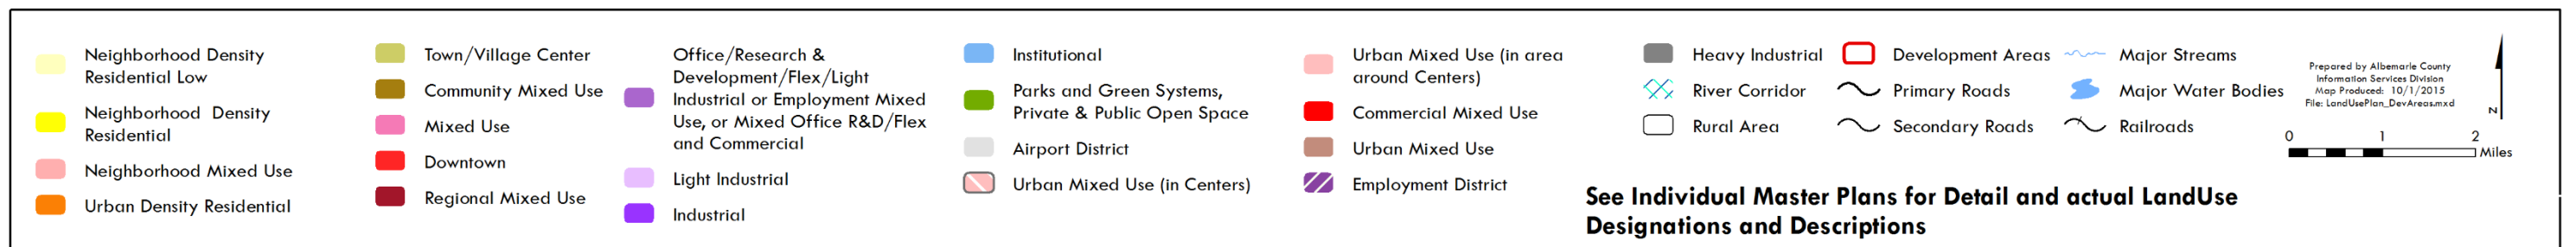 Neighborhood Density
Residential Low
Neighborhood Density
Residential
Neighborhood Mixed Use
Urban Density Residential
Town/Village Center
Community Mixed Use
Mixed Use
Downtown
Regional Mixed Use
Office/Research &
Development/Flex/Light
Industrial or Employment Mixed
Use, or Mixed Office R&D/Flex
and Commercial
Light Industrial
Industrial
Institutional
Parks and Green Systems,
Private & Public Open Space
Airport District
Urban Mixed Use (in Centers)
Urban Mixed Use (in area
around Centers)
Commercial Mixed Use
Urban Mixed Use
Employment District
Heavy Industrial
River Corridor
Rural Area
Development Areas
Primary Roads
Secondary Roads
Major Streams
Major Water Bodies
Railroads
Prepared by Albemarle County
Information Services Division
Map Produced: 10/1/2015
File: LandUsePlan_DevAreas.mxd
N
0 1 2
Miles
See Individual Master Plans for Detail and actual LandUse
Designations and Descriptions